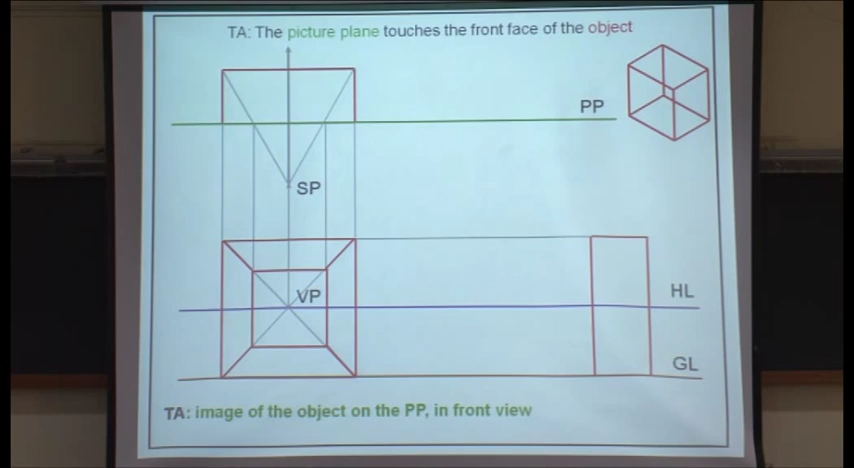 TA: The picture plane touches the front face of the object
PP
SP
VP
HL
GL
TA: image of the object on the PP, in front view